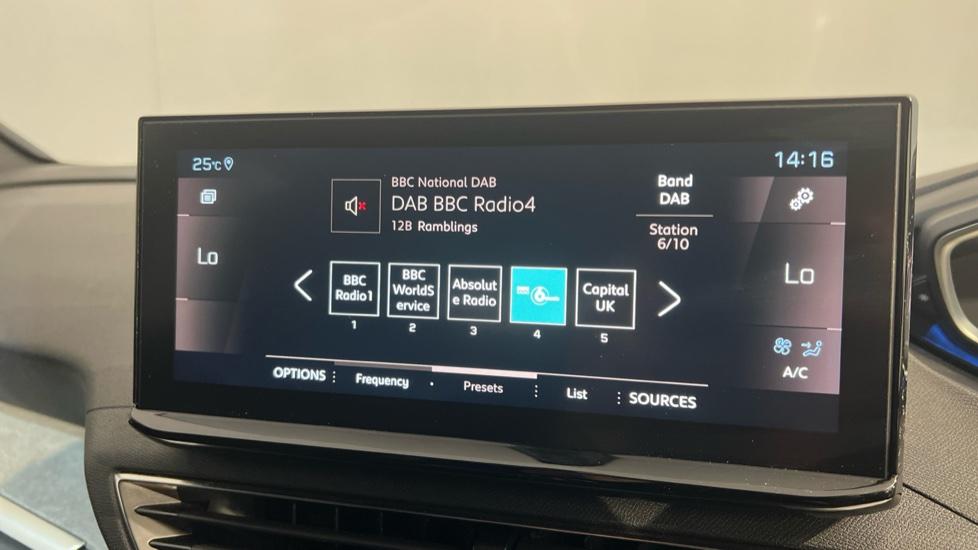 25°C
14:16
BBC National DAB
DAB BBC Radio4
12B Ramblings
Band
DAB
Station
6/10
Lo
Lo
BBC
Radio1
BBC
WorldS
ervice
Absolut
e Radio
6
Capital
UK
1
2
3
4
5
A/C
OPTIONS
Frequency
Presets
List
SOURCES